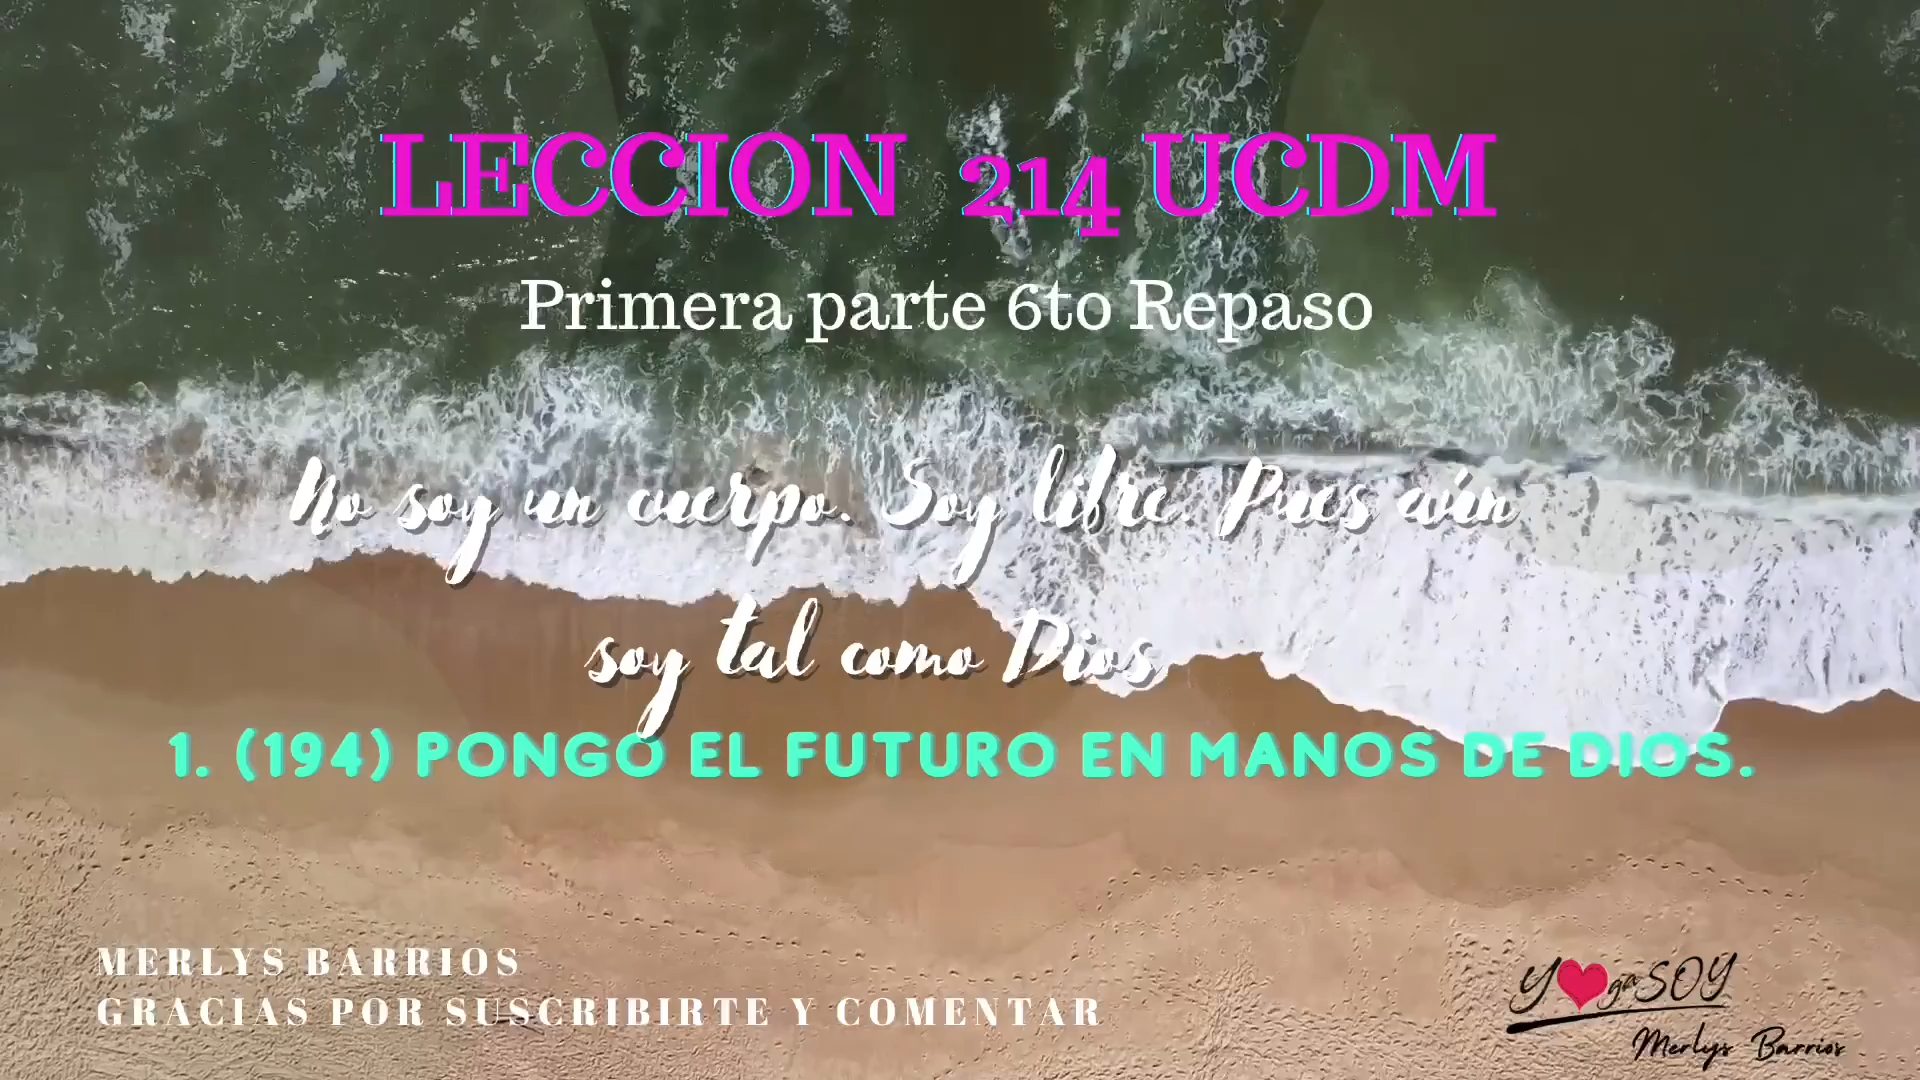 LECCION 214 UCDM
Primera parte 6to Repaso
No soy un cuerpo. Soy libre. Pues aún
soy tal como Dios
1. (194) PONGO EL FUTURO EN MANOS DE DIOS.
MERLYS BARRIOS
GRACIAS POR SUSCRIBIRTE Y COMENTAR
YogaSOY
Merlys Barrios